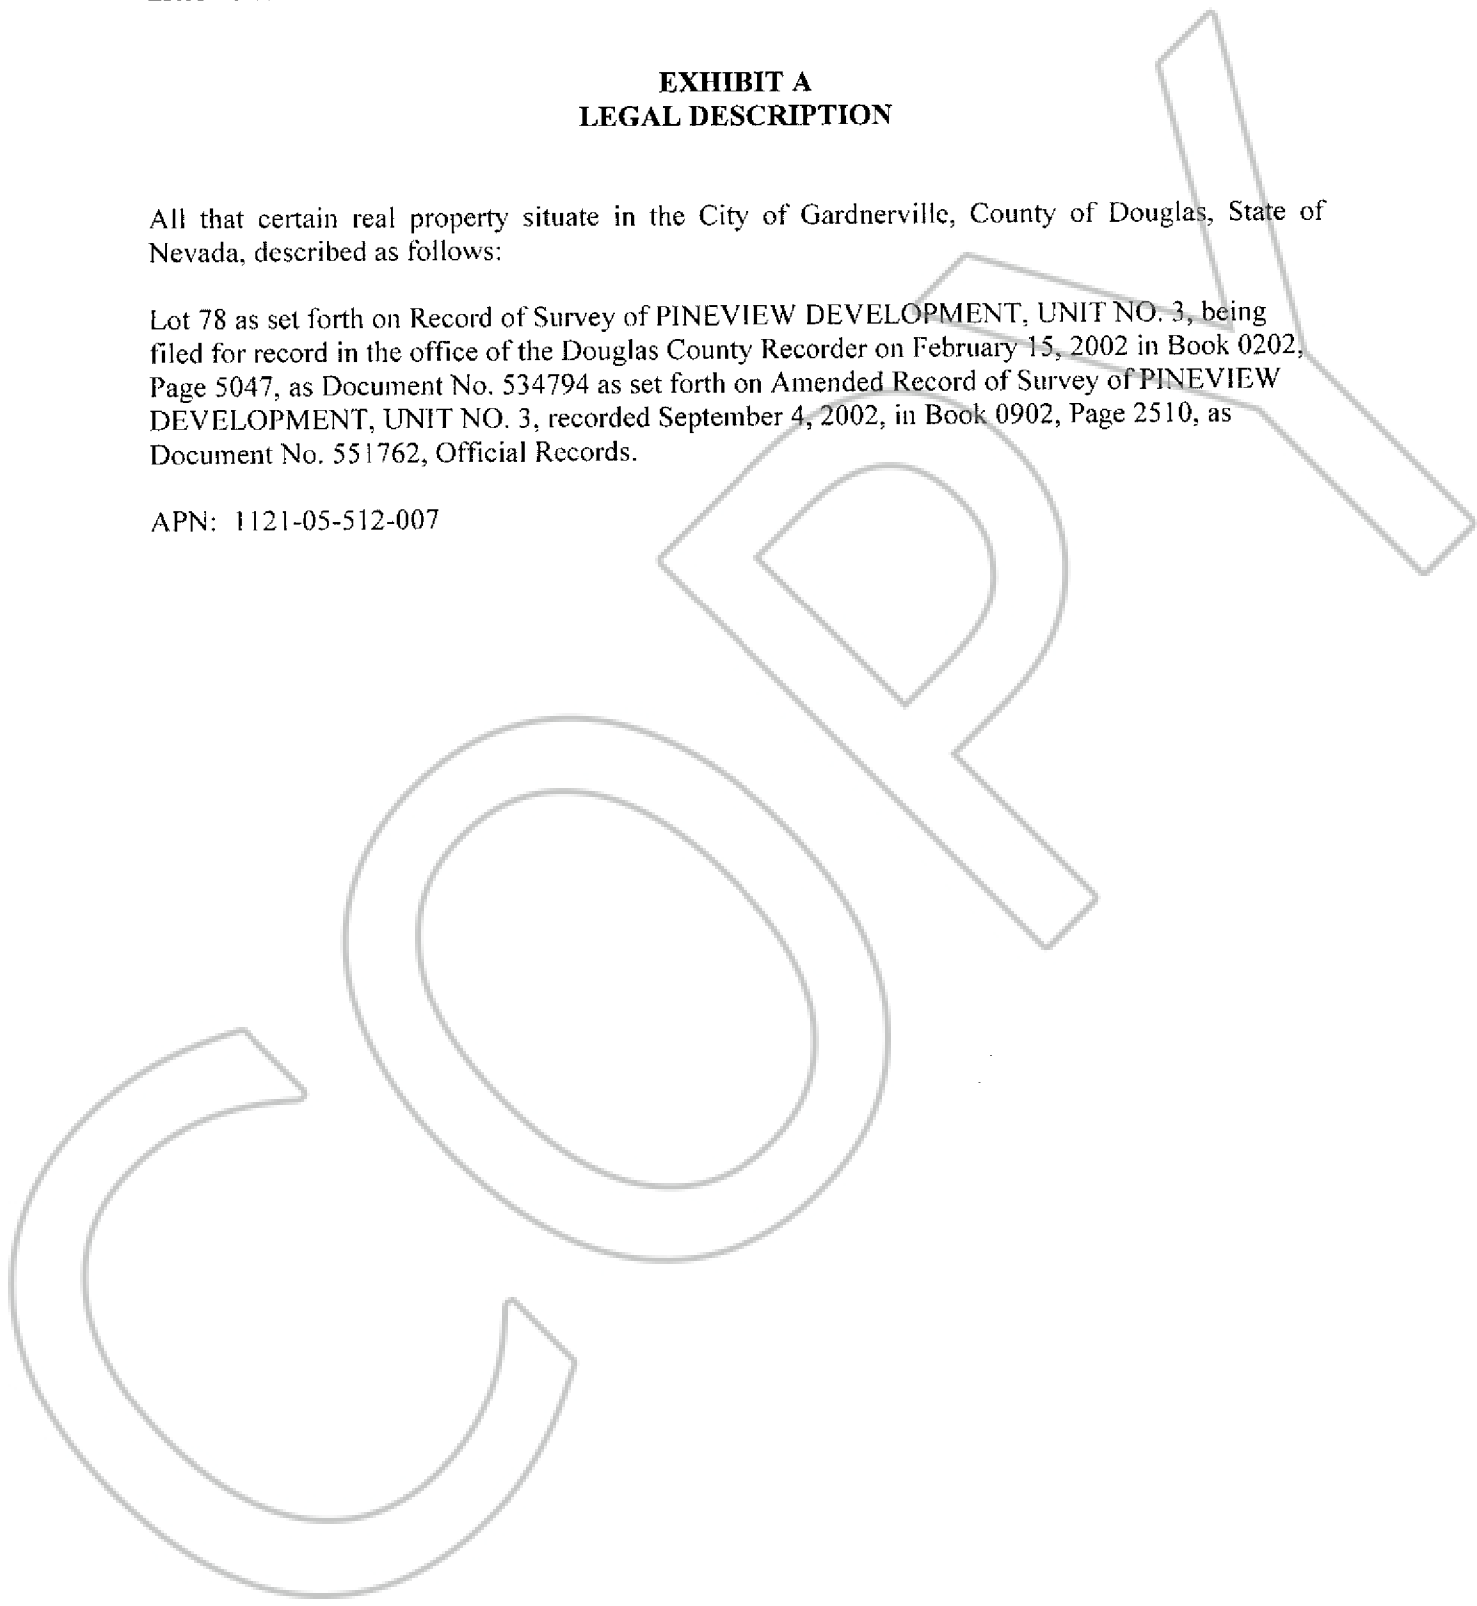 EXHIBIT A
LEGAL DESCRIPTION
All that certain real property situate in the City of Gardnerville, County of Douglas, State of
Nevada, described as follows:
Lot 78 as set forth on Record of Survey of PINEVIEW DEVELOPMENT, UNIT NO. 3, being
filed for record in the office of the Douglas County Recorder on February 15, 2002 in Book 0202,
Page 5047, as Document No. 534794 as set forth on Amended Record of Survey of PINEVIEW
DEVELOPMENT, UNIT NO. 3, recorded September 4, 2002, in Book 0902, Page 2510, as
Document No. 551762, Official Records.
APN: 1121-05-512-007
COPY